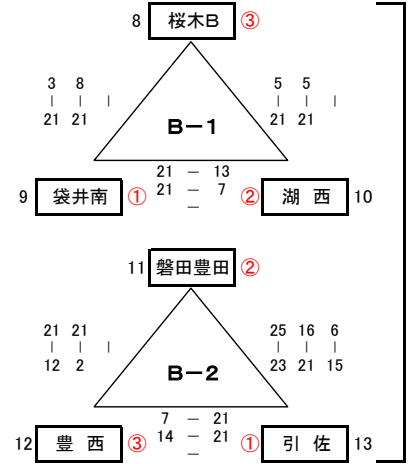 8 桜木B ③
3 8 5 5
| | | | | |
21 21 21 21
B－1
21 － 13
9 袋井南 ① 21 － 7 ② 湖 西 10
－
11 磐田豊田 ②
21 21 25 16 6
| | | | | |
12 2 23 21 15
B－2
7 － 21
12 豊 西 ③ 14 － 21 ① 引 佐 13
－